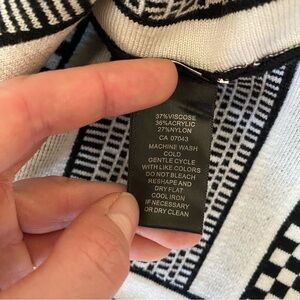 37%VISCOSE
36%ACRYLIC
27%NYLON
CA 07043
MACHINE WASH
COLD
GENTLE CYCLE
WITH LIKE COLORS
DO NOT BLEACH
RESHAPE AND
DRY FLAT
COOL IRON
IF NECESSARY
OR DRY CLEAN